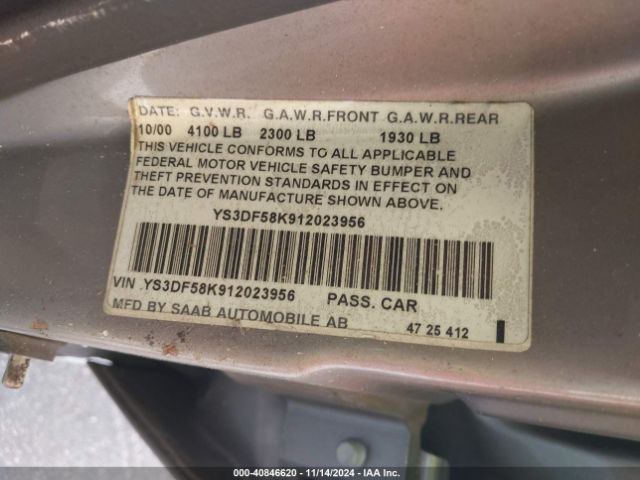 DATE: G.V.W.R. G.A.W.R.FRONT G.A.W.R.REAR
10/00 4100 LB 2300 LB 1930 LB
THIS VEHICLE CONFORMS TO ALL APPLICABLE
FEDERAL MOTOR VEHICLE SAFETY BUMPER AND
THEFT PREVENTION STANDARDS IN EFFECT ON
THE DATE OF MANUFACTURE SHOWN ABOVE.
YS3DF58K912023956
VIN YS3DF58K912023956 PASS. CAR
MFD BY SAAB AUTOMOBILE AB 47 25 412
000-40846620 - 11/14/2024 - IAA Inc.